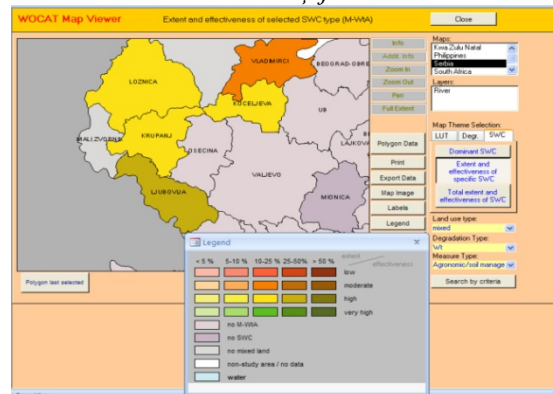 WOCAT Map Viewer
Extent and effectiveness of selected SWC type (M-WtA)
Close
Info
Addit. Info
Zoom In
Zoom Out
Pan
Full Extent
Polygon Data
Print
Export Data
Map Image
Labels
Legend
Maps:
Kwa Zulu Natal
Philippines
Serbia
South Africa
Layers:
River
Map Theme Selection:
LUT Degr. SWC
Dominant SWC
Extent and
effectiveness of
specific SWC
Total extent and
effectiveness of SWC
Land use type:
mixed
Degradation Type:
Wt
Measure Type:
Agronomic/soil manage
Search by criteria
VLADIMIRCI
BEOGRAD-OBRE
LOZNICA
KOCELJEVA
UB
KRUPANJ
MALI ZVORNI
OSECINA
LAJKOV
LJUBOVIJA
VALJEVO
MIONICA
Polygon last selected
Legend
< 5 % 5-10 % 10-25 % 25-50% > 50 % extent
effectiveness
low
moderate
high
very high
no M-WtA
no SWC
no mixed land
non-study area / no data
water